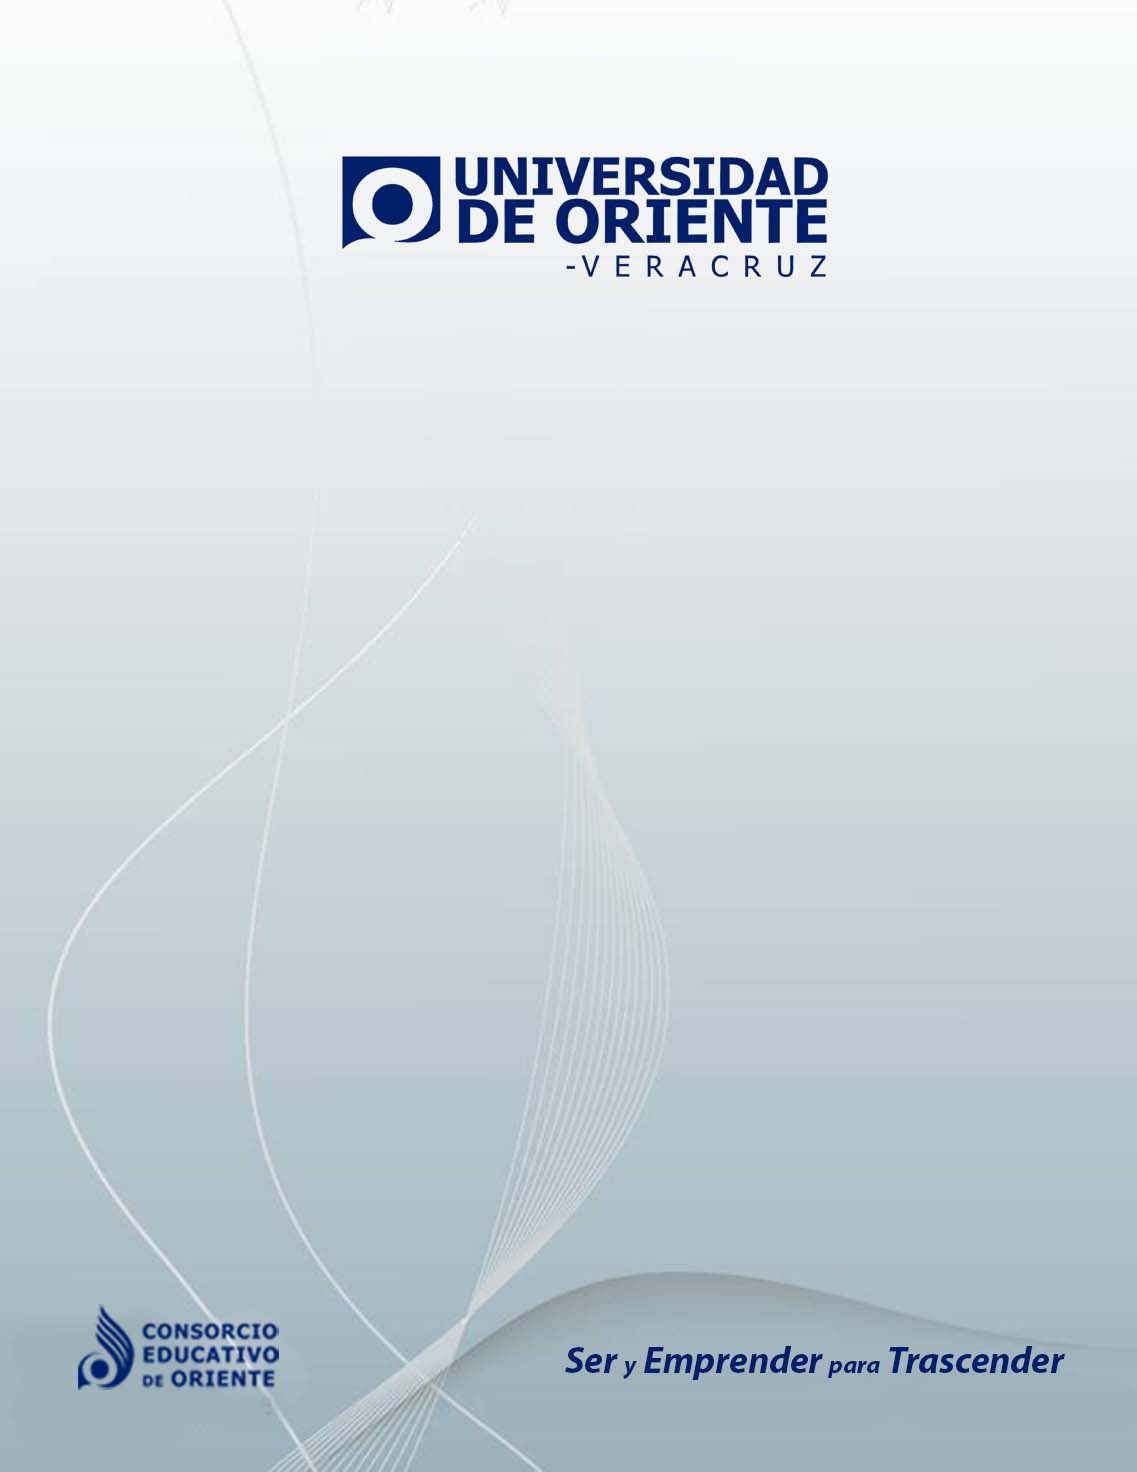 UNIVERSIDAD
DE ORIENTE
-VERACRUZ
CONSORCIO
EDUCATIVO
DE ORIENTE
Ser y Emprender para Trascender